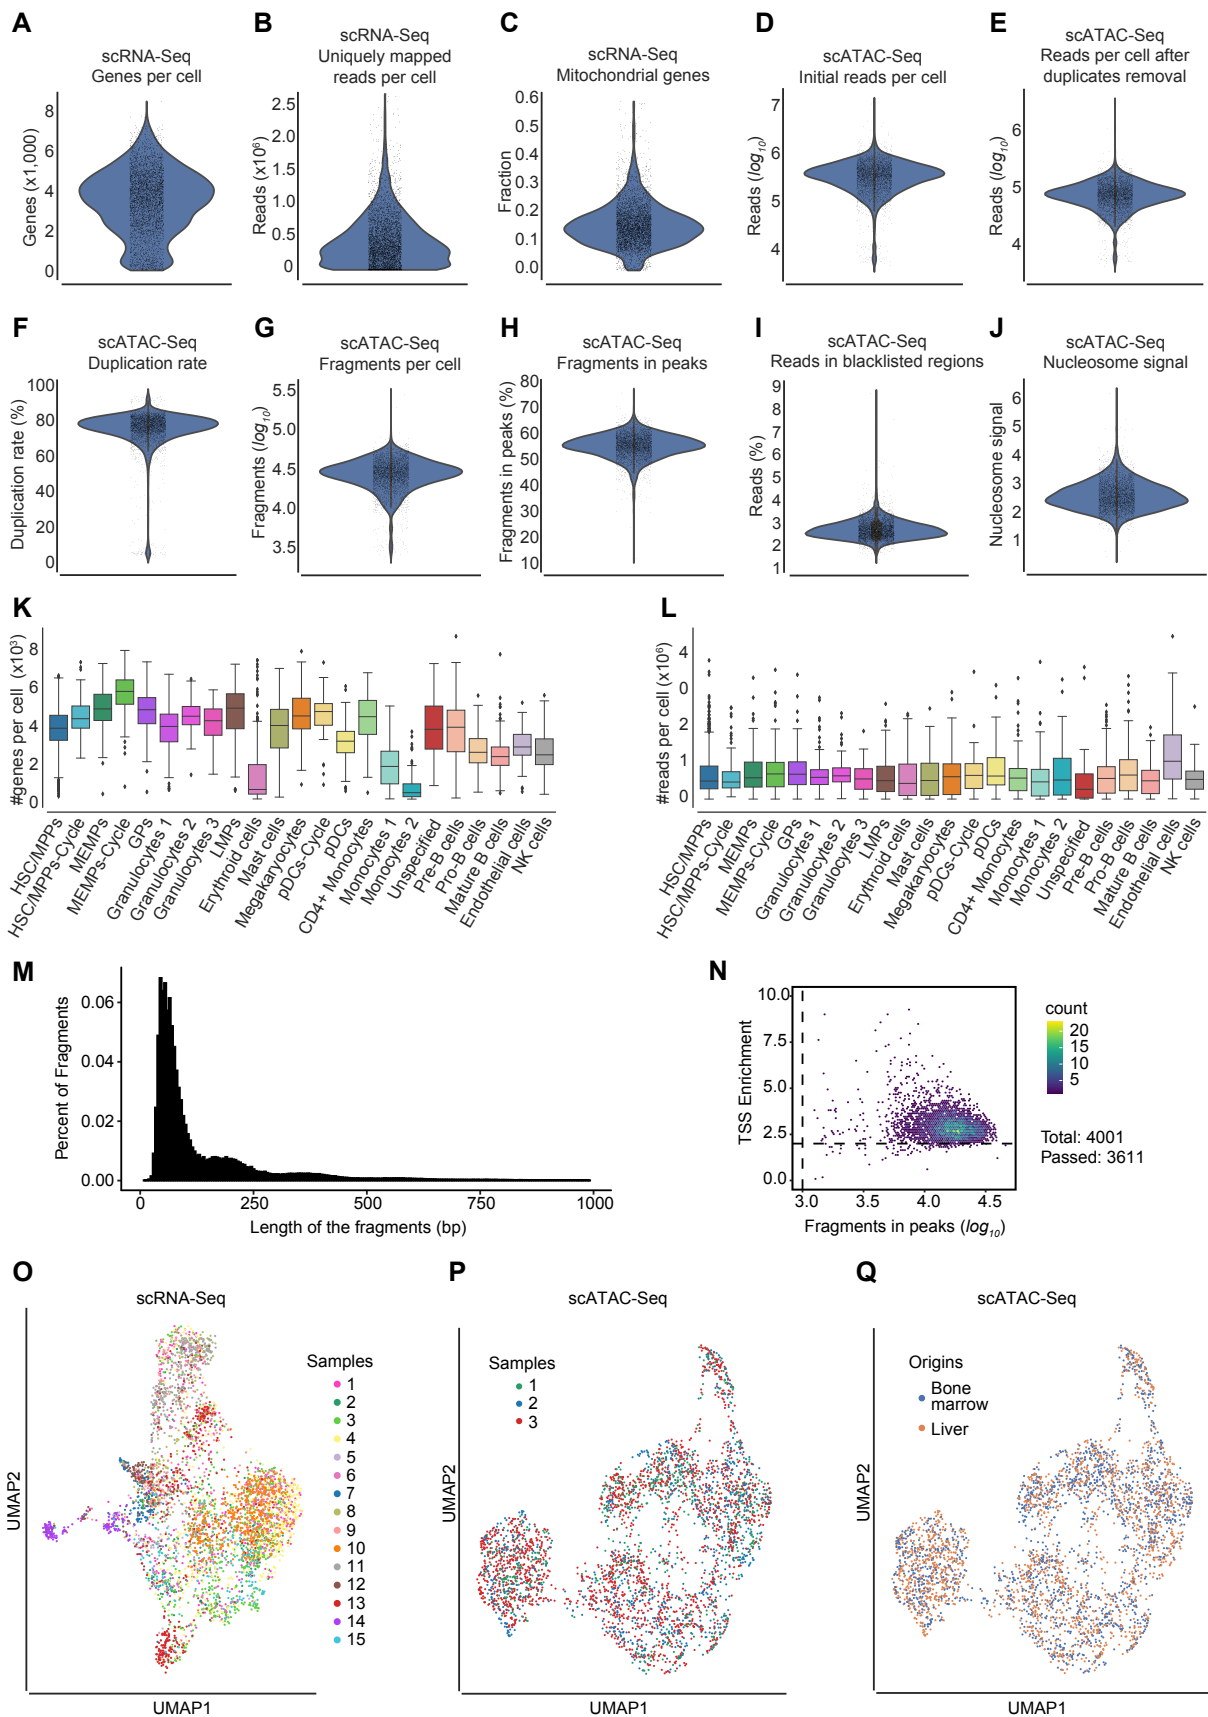 A
scRNA-Seq
Genes per cell
Genes (x1,000)
8
6
4
2
0
B
scRNA-Seq
Uniquely mapped
reads per cell
Reads (x10⁶)
2.5
2.0
1.5
1.0
0.5
0
C
scRNA-Seq
Mitochondrial genes
Fraction
0.6
0.5
0.4
0.3
0.2
0.1
0.0
D
scATAC-Seq
Initial reads per cell
Reads (log₁₀)
7
6
5
4
E
scATAC-Seq
Reads per cell after
duplicates removal
Reads (log₁₀)
6
5
4
F
scATAC-Seq
Duplication rate
Duplication rate (%)
100
80
60
40
20
0
G
scATAC-Seq
Fragments per cell
Fragments (log₁₀)
5.5
5.0
4.5
4.0
3.5
H
scATAC-Seq
Fragments in peaks
Fragments in peaks (%)
80
70
60
50
40
30
20
10
I
scATAC-Seq
Reads in blacklisted regions
Reads (%)
9
8
7
6
5
4
3
2
1
J
scATAC-Seq
Nucleosome signal
Nucleosome signal
6
5
4
3
2
1
K
#genes per cell (x10³)
8
6
4
2
0
HSC/MPPs
HSC/MPPs-Cycle
MEMPs
MEMPs-Cycle
GPs
Granulocytes 1
Granulocytes 2
Granulocytes 3
LMPs
Erythroid cells
Mast cells
Megakaryocytes
pDCs-Cycle
pDCs
CD4+ Monocytes
Monocytes 1
Monocytes 2
Unspecified
Pre-B cells
Pro-B cells
Mature B cells
Endothelial cells
NK cells
L
#reads per cell (x10⁶)
4
0
2
1
0
HSC/MPPs
HSC/MPPs-Cycle
MEMPs
MEMPs-Cycle
GPs
Granulocytes 1
Granulocytes 2
Granulocytes 3
LMPs
Erythroid cells
Mast cells
Megakaryocytes
pDCs-Cycle
pDCs
CD4+ Monocytes
Monocytes 1
Monocytes 2
Unspecified
Pre-B cells
Pro-B cells
Mature B cells
Endothelial cells
NK cells
M
Percent of Fragments
0.06
0.04
0.02
0.00
0
250
500
750
1000
Length of the fragments (bp)
N
TSS Enrichment
10.0
7.5
5.0
2.5
0.0
3.0
3.5
4.0
4.5
Fragments in peaks (log₁₀)
count
20
15
10
5
Total: 4001
Passed: 3611
O
scRNA-Seq
UMAP2
UMAP1
Samples
1
2
3
4
5
6
7
8
9
10
11
12
13
14
15
P
scATAC-Seq
UMAP2
UMAP1
Samples
1
2
3
Q
scATAC-Seq
UMAP2
UMAP1
Origins
Bone
marrow
Liver